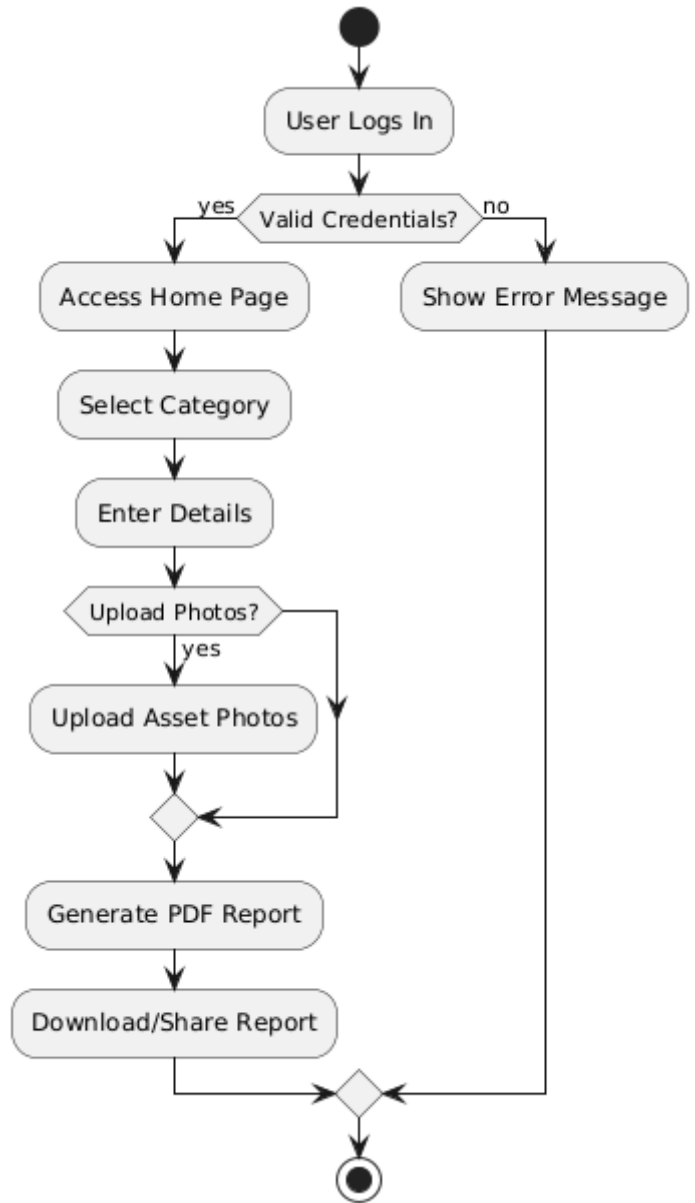 User Logs In
yes
Valid Credentials?
no
Access Home Page
Show Error Message
Select Category
Enter Details
Upload Photos?
yes
Upload Asset Photos
Generate PDF Report
Download/Share Report